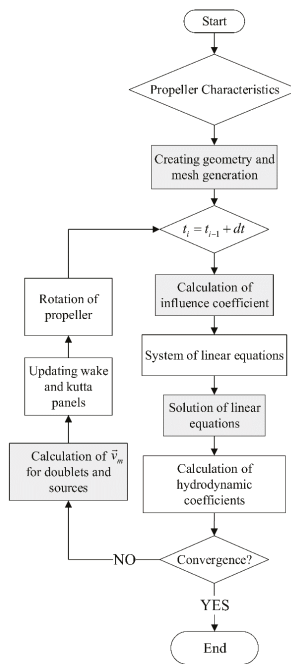 Start
Propeller Characteristics
Creating geometry and
mesh generation
$t_i = t_{i-1} + dt$
Calculation of
influence coefficient
System of linear equations
Solution of linear
equations
Calculation of
hydrodynamic
coefficients
Convergence?
YES
End
NO
Calculation of $\vec{v}_m$
for doublets and
sources
Updating wake
and kutta
panels
Rotation of
propeller